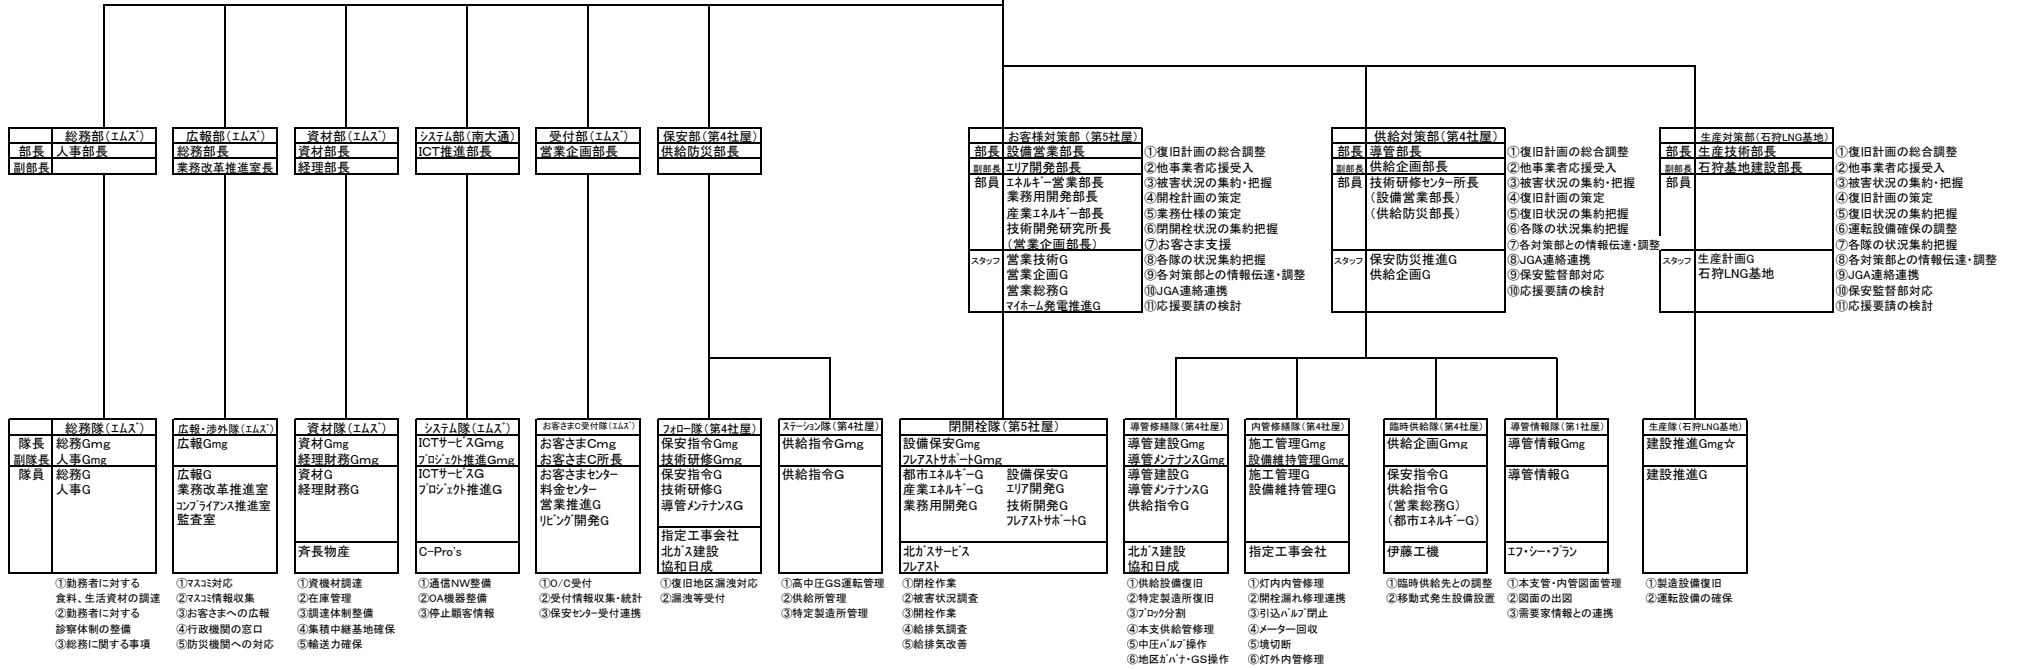 総務部(エムズ)
部長 人事部長
副部長
広報部(エムズ)
総務部長
業務改革推進室長
資材部(エムズ)
資材部長
経理部長
システム部(南大通)
ICT推進部長
受付部(エムズ)
営業企画部長
保安部(第4社屋)
供給防災部長
お客様対策部(第5社屋)
部長 設備営業部長
副部長 エリア開発部長
部員 エネルギー営業部長
業務用開発部長
産業エネルギー部長
技術開発研究所長
(営業企画部長)
スタッフ 営業技術G
営業企画G
営業総務G
マイホーム発電推進G
①復旧計画の総合調整
②他事業者応援受入
③被害状況の集約・把握
④開栓計画の策定
⑤業務仕様の策定
⑥閉開栓状況の集約把握
⑦お客さま支援
⑧各隊の状況集約把握
⑨各対策部との情報伝達・調整
⑩JGA連絡連携
⑪応援要請の検討
供給対策部(第4社屋)
部長 導管部長
副部長 供給企画部長
部員 技術研修センター所長
(設備営業部長)
(供給防災部長)
スタッフ 保安防災推進G
供給企画G
①復旧計画の総合調整
②他事業者応援受入
③被害状況の集約・把握
④復旧計画の策定
⑤復旧状況の集約把握
⑥各隊の状況集約把握
⑦各対策部との情報伝達・調整
⑧JGA連絡連携
⑨保安監督部対応
⑩応援要請の検討
生産対策部(石狩LNG基地)
部長 生産技術部長
副部長 石狩基地建設部長
部員
スタッフ 生産計画G
石狩LNG基地
①復旧計画の総合調整
②他事業者応援受入
③被害状況の集約・把握
④復旧計画の策定
⑤復旧状況の集約把握
⑥運転設備確保の調整
⑦各隊の状況集約把握
⑧各対策部との情報伝達・調整
⑨JGA連絡連携
⑩保安監督部対応
⑪応援要請の検討
総務隊(エムズ)
隊長 総務Gmg
副隊長 人事Gmg
隊員 総務G
人事G
①勤務者に対する
食料、生活資材の調達
②勤務者に対する
診察体制の整備
③総務に関する事項
広報・渉外隊(エムズ)
広報Gmg
広報G
業務改革推進室
コンプライアンス推進室
監査室
①マスコミ対応
②マスコミ情報収集
③お客さまへの広報
④行政機関の窓口
⑤防災機関への対応
資材隊(エムズ)
資材Gmg
経理財務Gmg
資材G
経理財務G
斉長物産
①資機材調達
②在庫管理
③調達体制整備
④集積中継基地確保
⑤輸送力確保
システム隊(エムズ)
ICTサービスGmg
プロジェクト推進Gmg
ICTサービスG
プロジェクト推進G
C-Pro's
①通信NW整備
②OA機器整備
③停止顧客情報
お客さまC受付隊(エムズ)
お客さまCmg
お客さまC所長
お客さまセンター
料金センター
営業推進G
リビング開発G
①O/C受付
②受付情報収集・統計
③保安センター受付連携
フォロー隊(第4社屋)
保安指令Gmg
技術研修Gmg
保安指令G
技術研修G
導管メンテナンスG
指定工事会社
北ガス建設
協和日成
①復旧地区漏洩対応
②漏洩等受付
ステーション隊(第4社屋)
供給指令Gmg
供給指令G
①高中圧GS運転管理
②供給所管理
③特定製造所管理
閉開栓隊(第5社屋)
設備保安Gmg
フレアストサポートGmg
都市エネルギーG 設備保安G
産業エネルギーG エリア開発G
業務用開発G 技術開発G
フレアストサポートG
北ガスサービス
フレアスト
①閉栓作業
②被害状況調査
③開栓作業
④給排気調査
⑤給排気改善
導管修繕隊(第4社屋)
導管建設Gmg
導管メンテナンスGmg
導管建設G
導管メンテナンスG
供給指令G
北ガス建設
協和日成
①供給設備復旧
②特定製造所復旧
③ブロック分割
④本支供給管修理
⑤中圧バルブ操作
⑥地区ガバナ・GS操作
内管修繕隊(第4社屋)
施工管理Gmg
設備維持管理Gmg
施工管理G
設備維持管理G
指定工事会社
①灯内内管修理
②開栓漏れ修理連携
③引込バルブ閉止
④メーター回収
⑤境切断
⑥灯外内管修理
臨時供給隊(第4社屋)
供給企画Gmg
保安指令G
供給指令G
(営業総務G)
(都市エネルギーG)
伊藤工機
①臨時供給先との調整
②移動式発生設備設置
導管情報隊(第1社屋)
導管情報Gmg
導管情報G
エフ・シー・プラン
①本支管・内管図面管理
②図面の出図
③需要家情報との連携
生産隊(石狩LNG基地)
建設推進Gmg☆
建設推進G
①製造設備復旧
②運転設備の確保